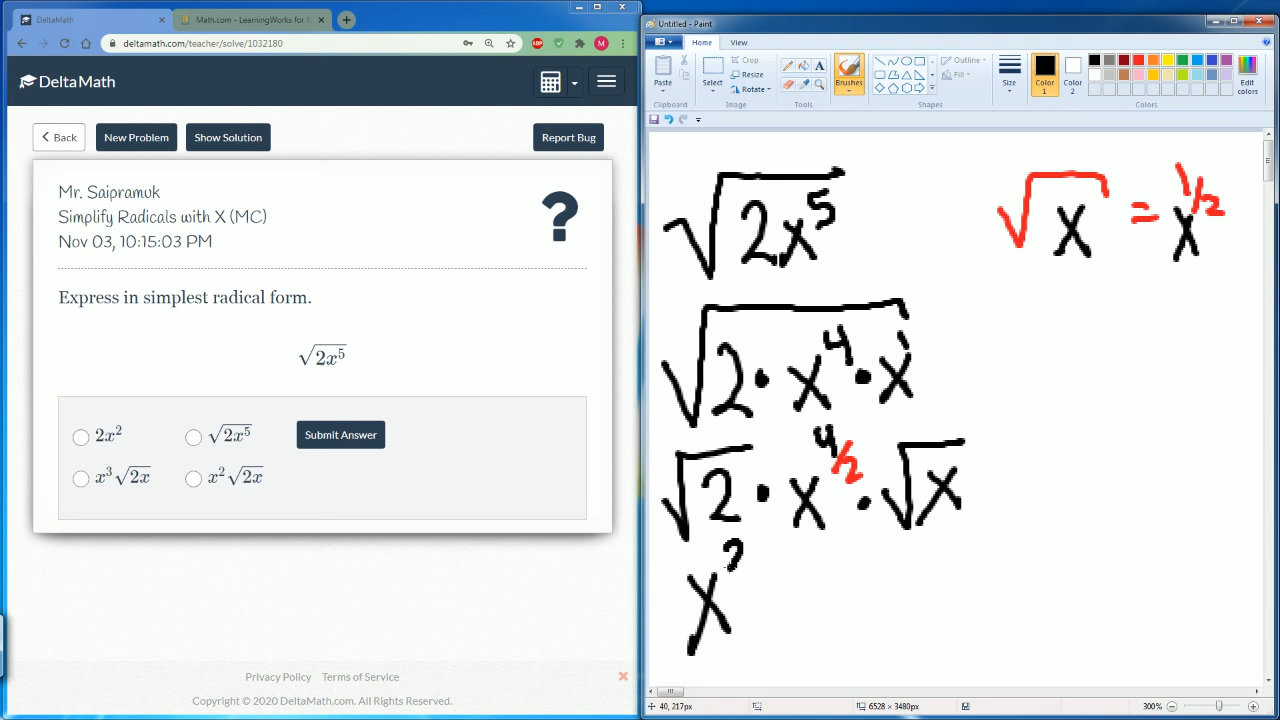 DeltaMath
Math.com - LearningWorks for K
deltamath.com/teacher/solve/1032180
ABP
M
DeltaMath
Back
New Problem
Show Solution
Report Bug
Mr. Saipramuk
Simplify Radicals with X (MC)
Nov 03, 10:15:03 PM
?
Express in simplest radical form.
√2x⁵
2x²
√2x⁵
Submit Answer
x³√2x
x²√2x
Privacy Policy
Terms of Service
Copyright © 2020 DeltaMath.com. All Rights Reserved.
Untitled - Paint
Home
View
Paste
Select
Crop
Resize
Rotate
A
Brushes
Outline
Fill
Size
Color 1
Color 2
Edit colors
Clipboard
Image
Tools
Shapes
Colors
√2x⁵
√x = x^1/2
√2 · x⁴ · x¹
√2 · x^4/2 · √x
x²
40, 217px
6528 × 3480px
300%